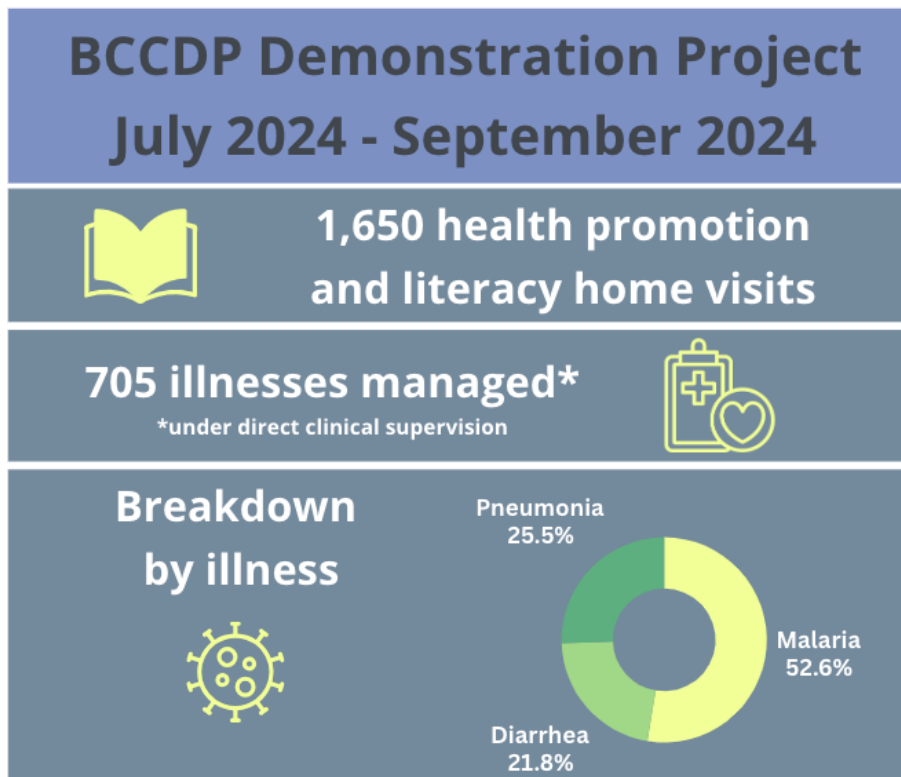 BCCDP Demonstration Project
July 2024 - September 2024
1,650 health promotion
and literacy home visits
705 illnesses managed*
*under direct clinical supervision
Breakdown
by illness
Pneumonia
25.5%
Malaria
52.6%
Diarrhea
21.8%